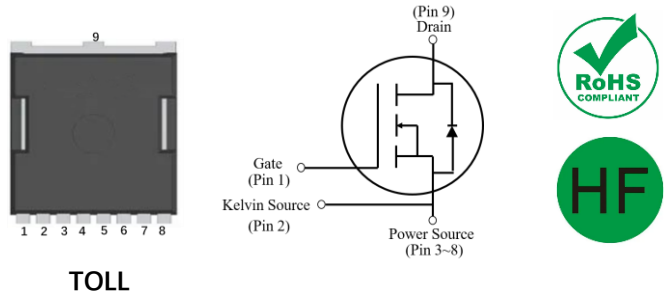 9
1 2 3 4 5 6 7 8
TOLL
(Pin 9)
Drain
Gate
(Pin 1)
Kelvin Source
(Pin 2)
Power Source
(Pin 3~8)
RoHS
COMPLIANT
HF